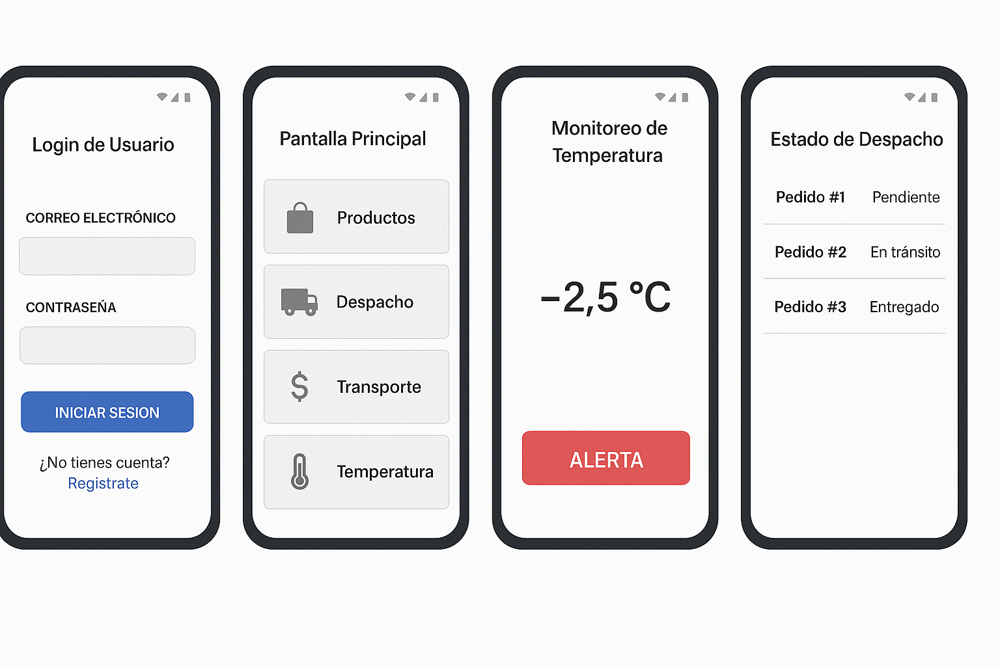 Login de Usuario
CORREO ELECTRÓNICO
CONTRASEŃA
INICIAR SESION
¿No tienes cuenta?
Registrate
Pantalla Principal
Productos
Despacho
$ Transporte
Temperatura
Monitoreo de
Temperatura
−2,5 °C
ALERTA
Estado de Despacho
Pedido #1 Pendiente
Pedido #2 En tránsito
Pedido #3 Entregado